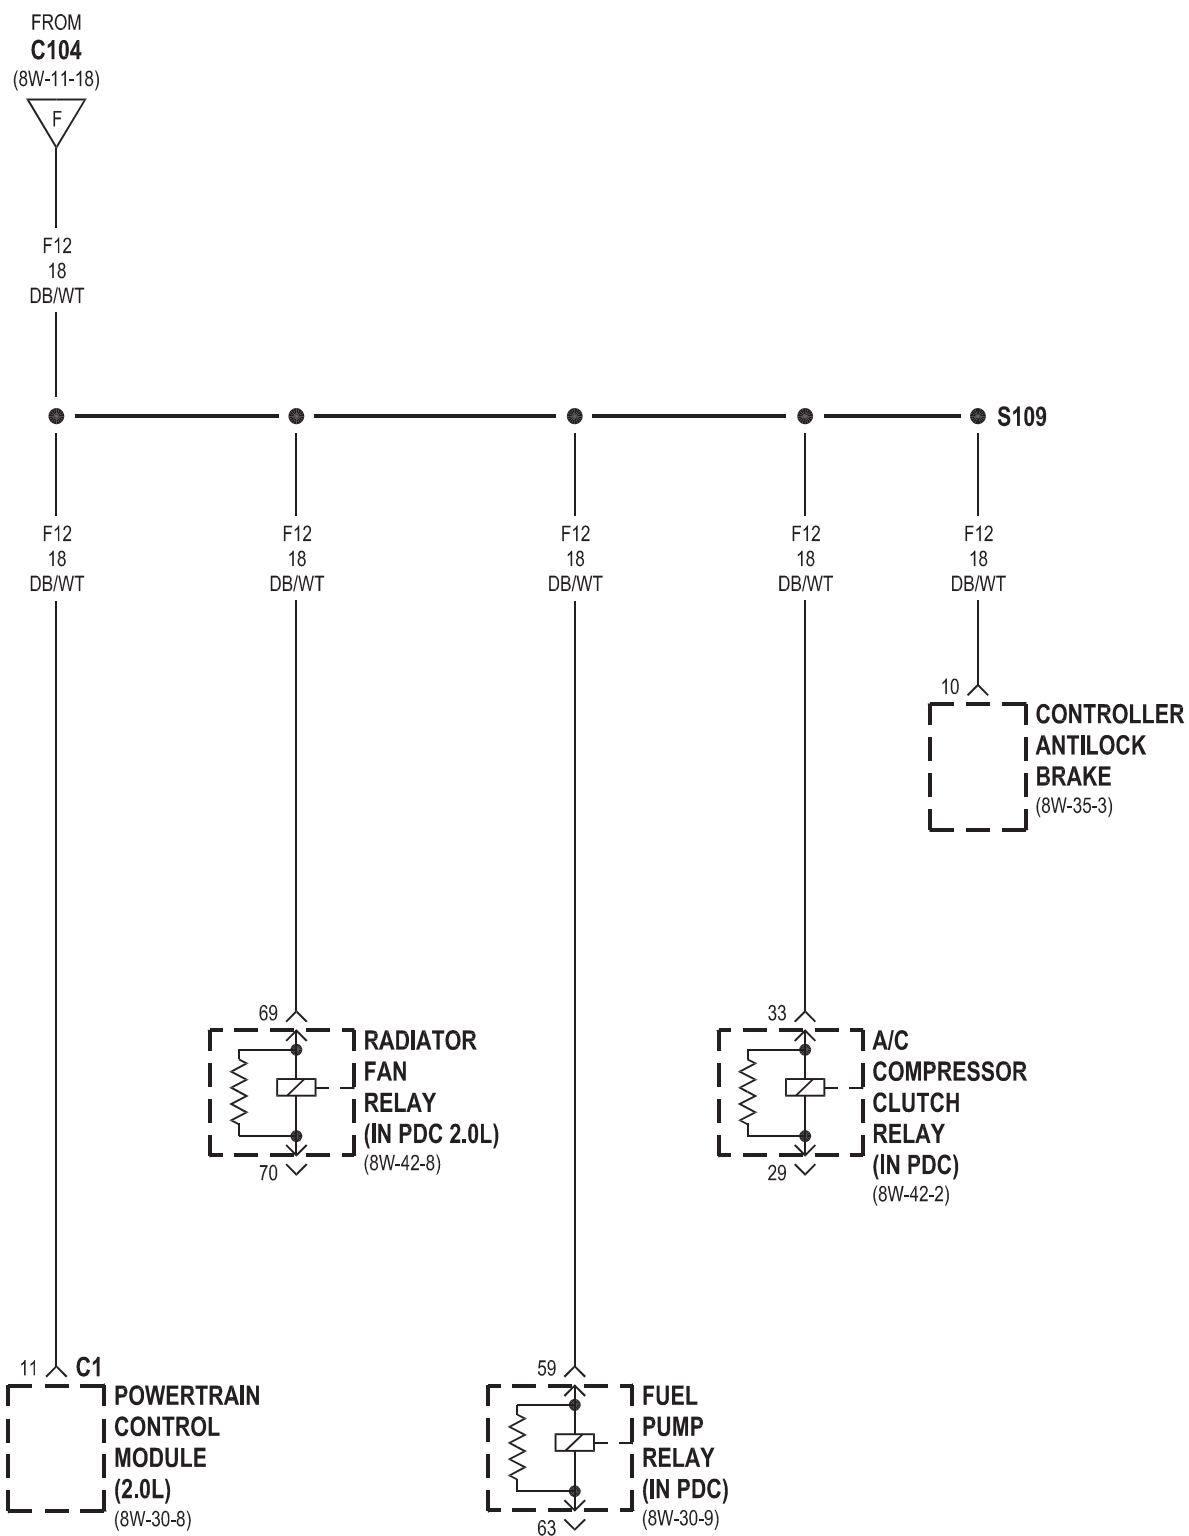 FROM
C104
(8W-11-18)
F
F12
18
DB/WT
S109
F12
18
DB/WT
F12
18
DB/WT
F12
18
DB/WT
F12
18
DB/WT
F12
18
DB/WT
10
CONTROLLER
ANTILOCK
BRAKE
(8W-35-3)
69
RADIATOR
FAN
RELAY
(IN PDC 2.0L)
(8W-42-8)
70
33
A/C
COMPRESSOR
CLUTCH
RELAY
(IN PDC)
(8W-42-2)
29
11
C1
POWERTRAIN
CONTROL
MODULE
(2.0L)
(8W-30-8)
59
FUEL
PUMP
RELAY
(IN PDC)
(8W-30-9)
63